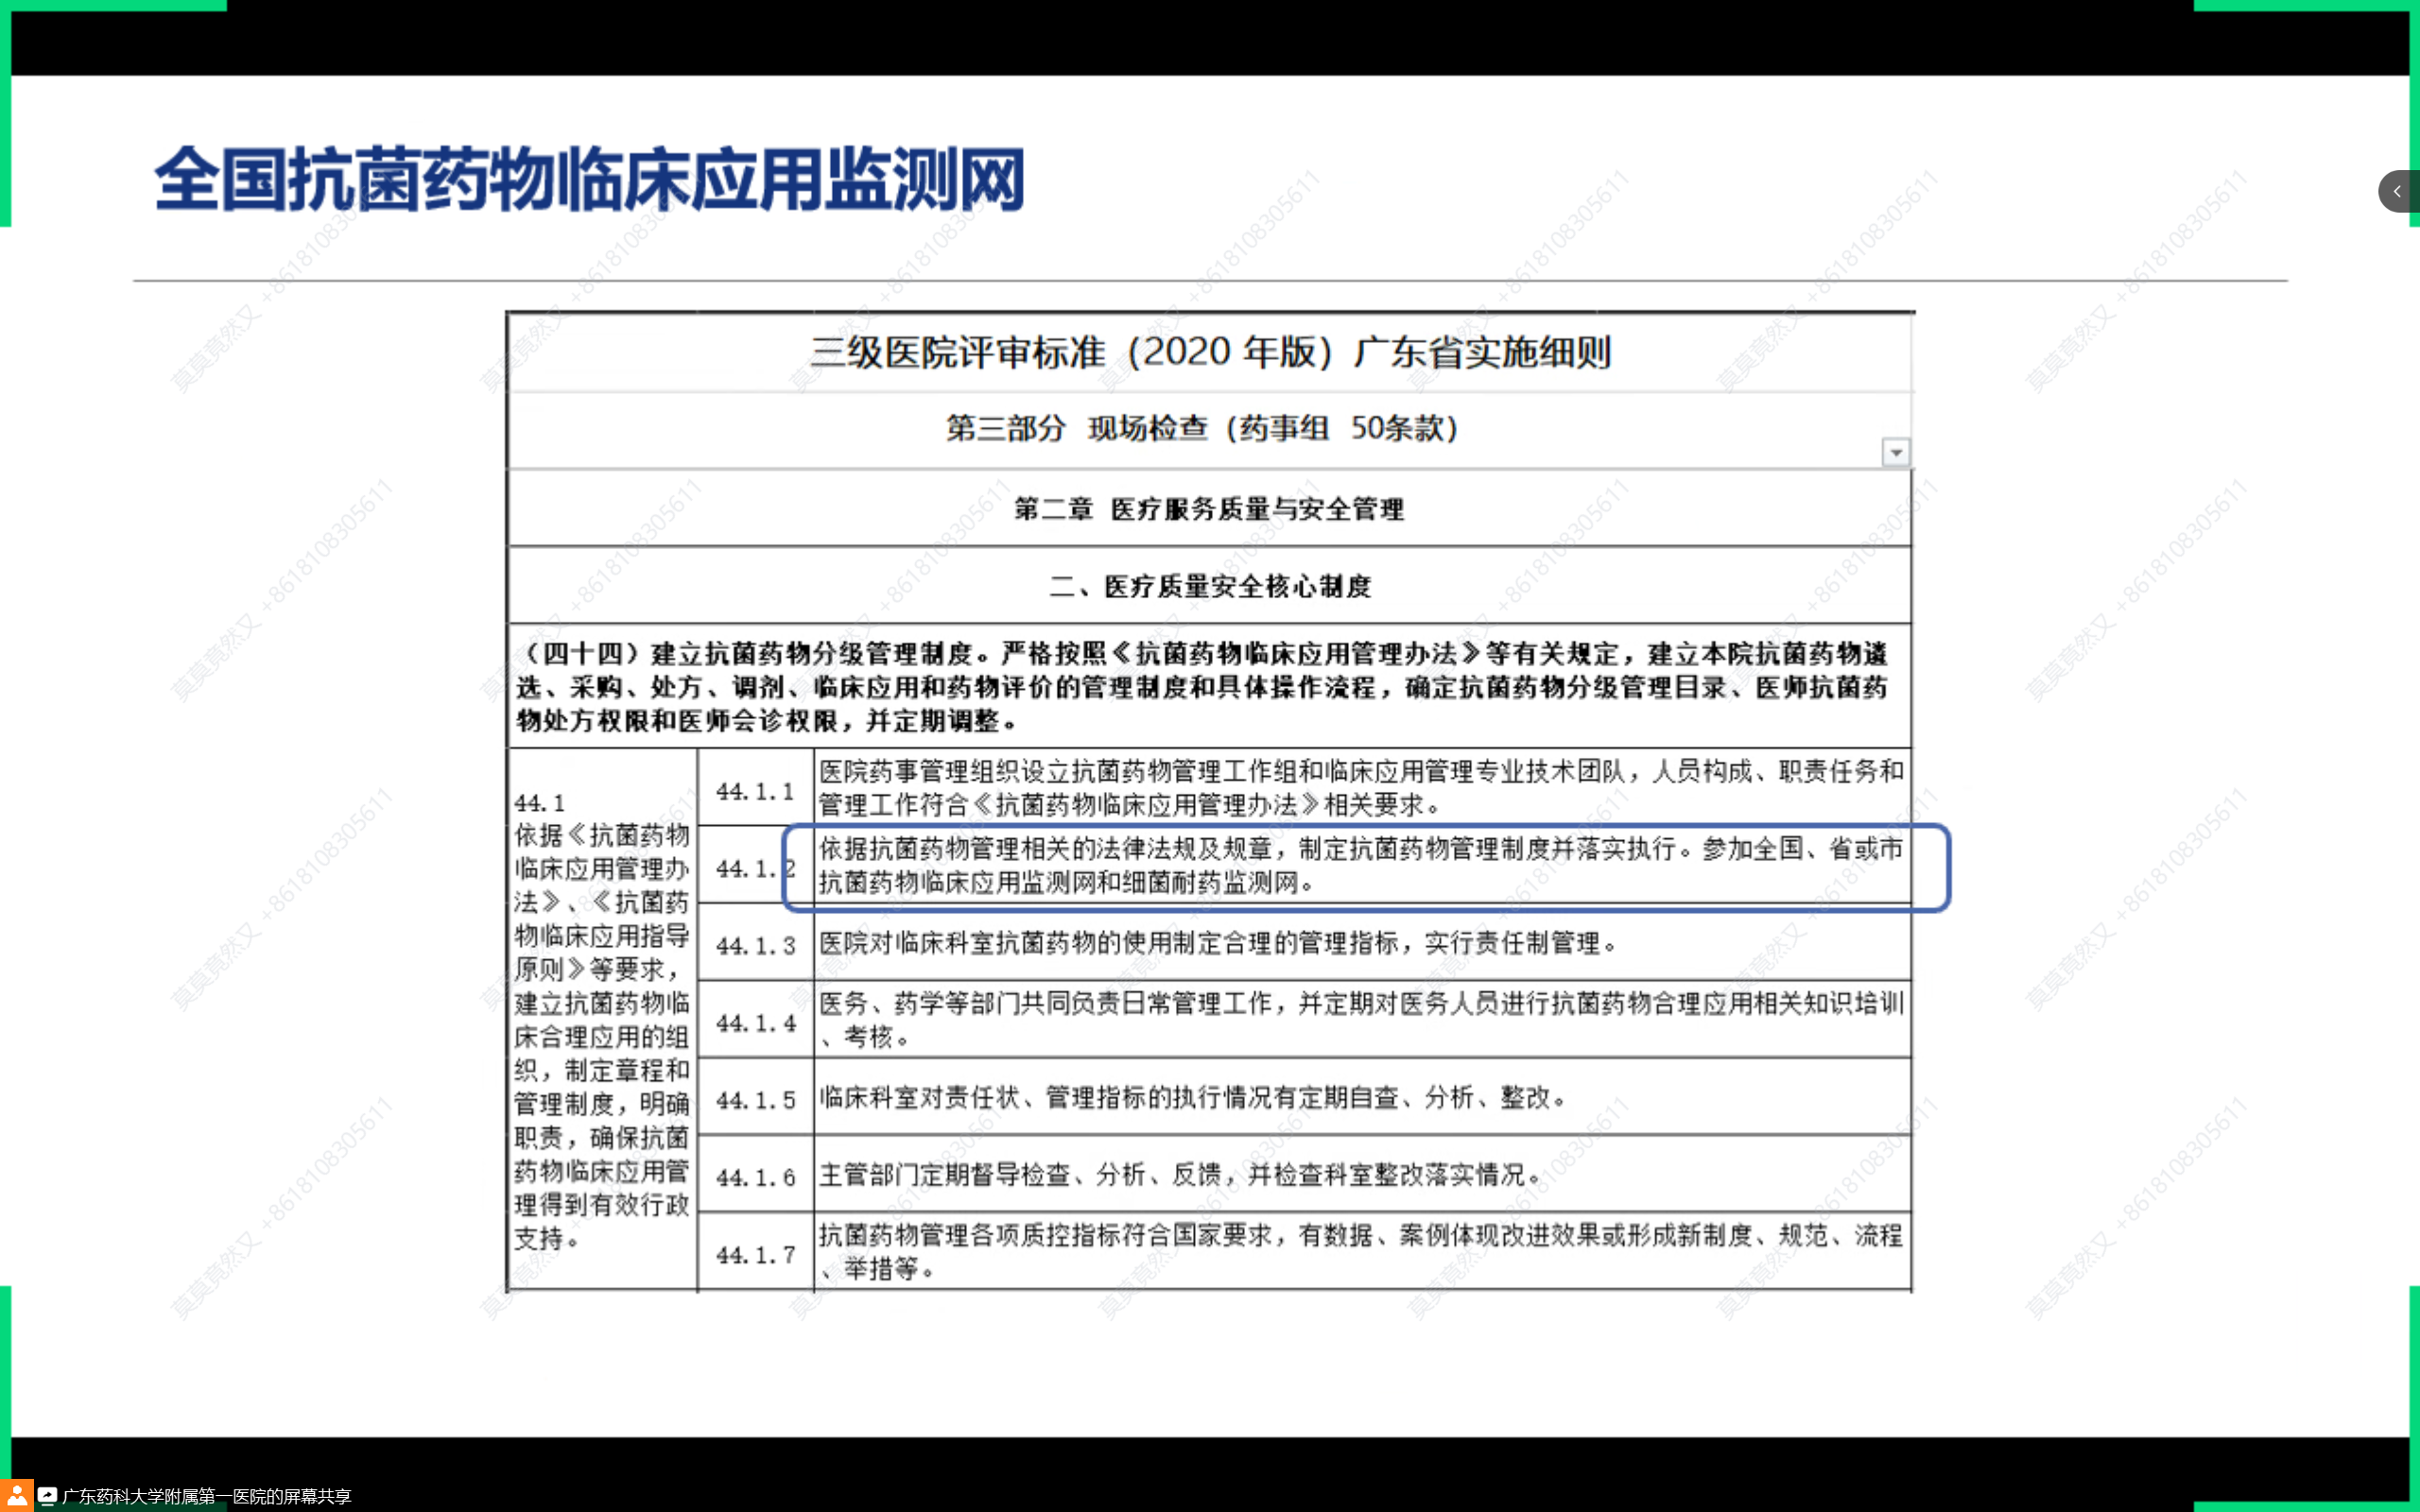 全国抗菌药物临床应用监测网
三级医院评审标准（2020 年版）广东省实施细则
第三部分 现场检查（药事组 50条款）
第二章 医疗服务质量与安全管理
二、医疗质量安全核心制度
（四十四）建立抗菌药物分级管理制度。严格按照《抗菌药物临床应用管理办法》等有关规定，建立本院抗菌药物遴
选、采购、处方、调剂、临床应用和药物评价的管理制度和具体操作流程，确定抗菌药物分级管理目录、医师抗菌药
物处方权限和医师会诊权限，并定期调整。
44.1
依据《抗菌药物
临床应用管理办
法》、《抗菌药
物临床应用指导
原则》等要求，
建立抗菌药物临
床合理应用的组
织，制定章程和
管理制度，明确
职责，确保抗菌
药物临床应用管
理得到有效行政
支持。
44.1.1
医院药事管理组织设立抗菌药物管理工作组和临床应用管理专业技术团队，人员构成、职责任务和
管理工作符合《抗菌药物临床应用管理办法》相关要求。
44.1.2
依据抗菌药物管理相关的法律法规及规章，制定抗菌药物管理制度并落实执行。参加全国、省或市
抗菌药物临床应用监测网和细菌耐药监测网。
44.1.3
医院对临床科室抗菌药物的使用制定合理的管理指标，实行责任制管理。
44.1.4
医务、药学等部门共同负责日常管理工作，并定期对医务人员进行抗菌药物合理应用相关知识培训
、考核。
44.1.5
临床科室对责任状、管理指标的执行情况有定期自查、分析、整改。
44.1.6
主管部门定期督导检查、分析、反馈，并检查科室整改落实情况。
44.1.7
抗菌药物管理各项质控指标符合国家要求，有数据、案例体现改进效果或形成新制度、规范、流程
、举措等。
莫莫竟然又 +8618108305611
广东药科大学附属第一医院的屏幕共享